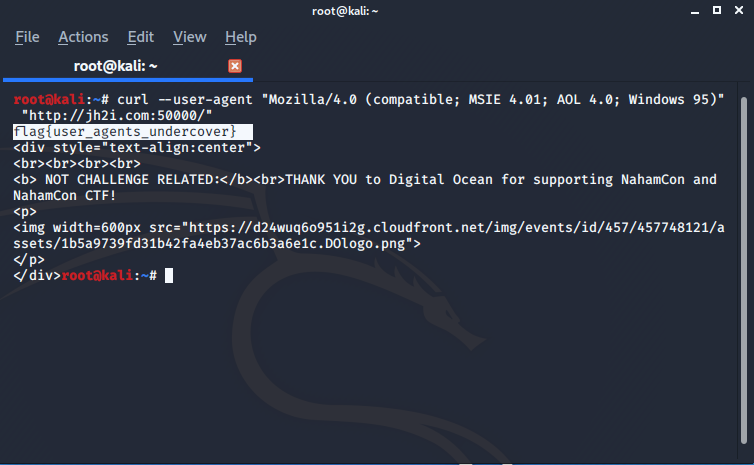 root@kali: ~
File Actions Edit View Help
root@kali: ~
root@kali:~# curl --user-agent "Mozilla/4.0 (compatible; MSIE 4.01; AOL 4.0; Windows 95)"
"http://jh2i.com:50000/"
flag{user_agents_undercover}
<div style="text-align:center">
<br><br><br><br>
<b> NOT CHALLENGE RELATED:</b><br>THANK YOU to Digital Ocean for supporting NahamCon and
NahamCon CTF!
<p>
<img width=600px src="https://d24wuq6o951i2g.cloudfront.net/img/events/id/457/457748121/a
ssets/1b5a9739fd31b42fa4eb37ac6b3a6e1c.DOlogo.png">
</p>
</div>root@kali:~#